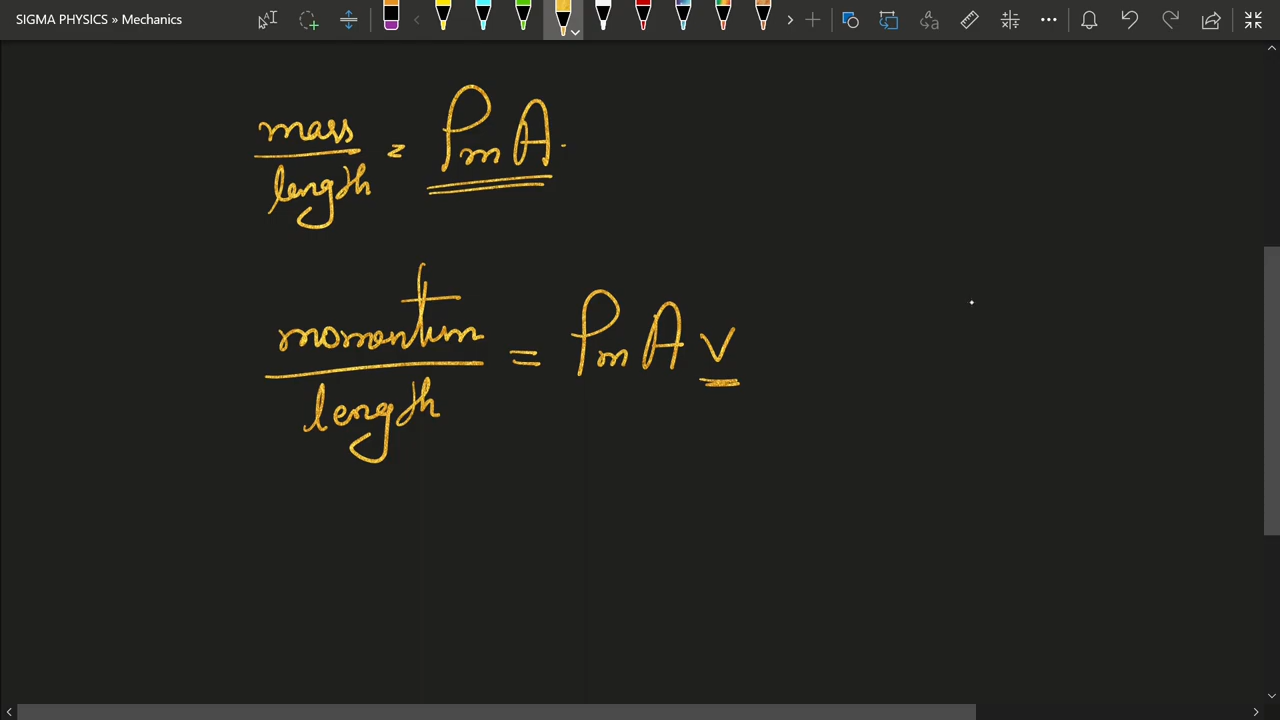 SIGMA PHYSICS » Mechanics
mass
length
= ρm A.
momentum
length
= ρm A v